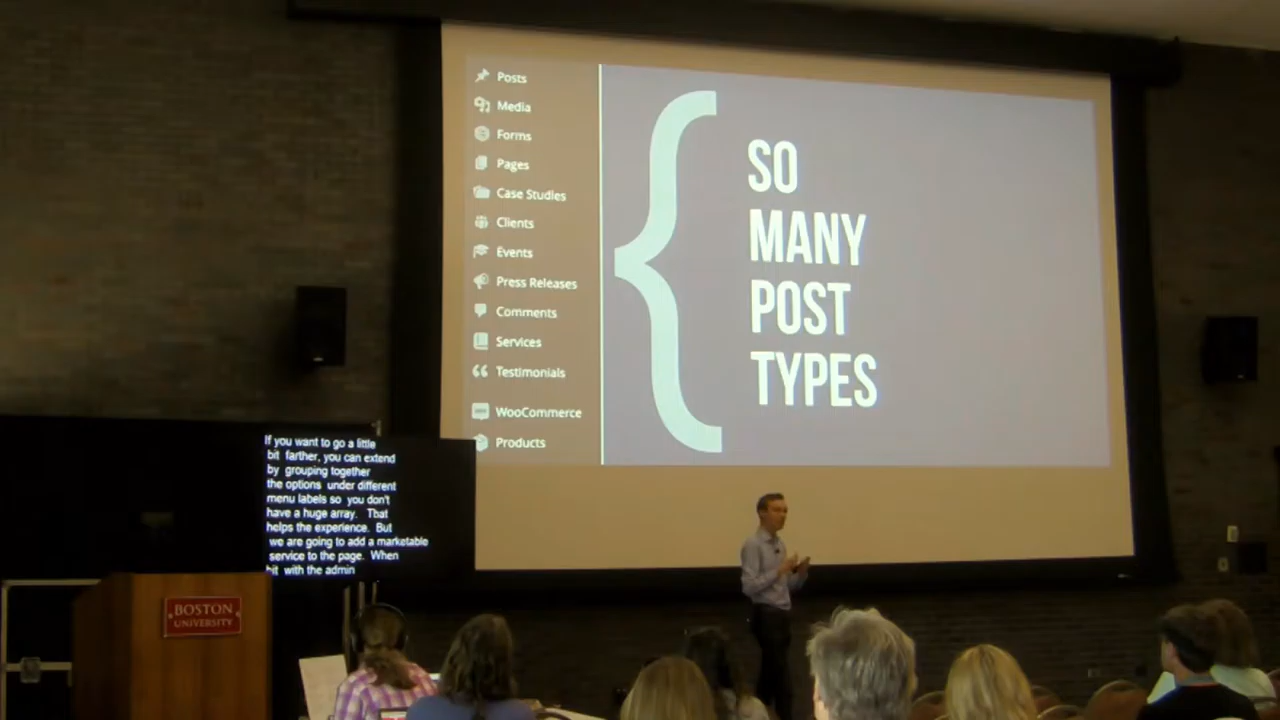 Posts
Media
Forms
Pages
Case Studies
Clients
Events
Press Releases
Comments
Services
Testimonials
WooCommerce
Products
SO
MANY
POST
TYPES
If you want to go a little
bit farther, you can extend
by grouping together
the options under different
menu labels so you don't
have a huge array. That
helps the experience. But
we are going to add a marketable
service to the page. When
hit with the admin
BOSTON
UNIVERSITY